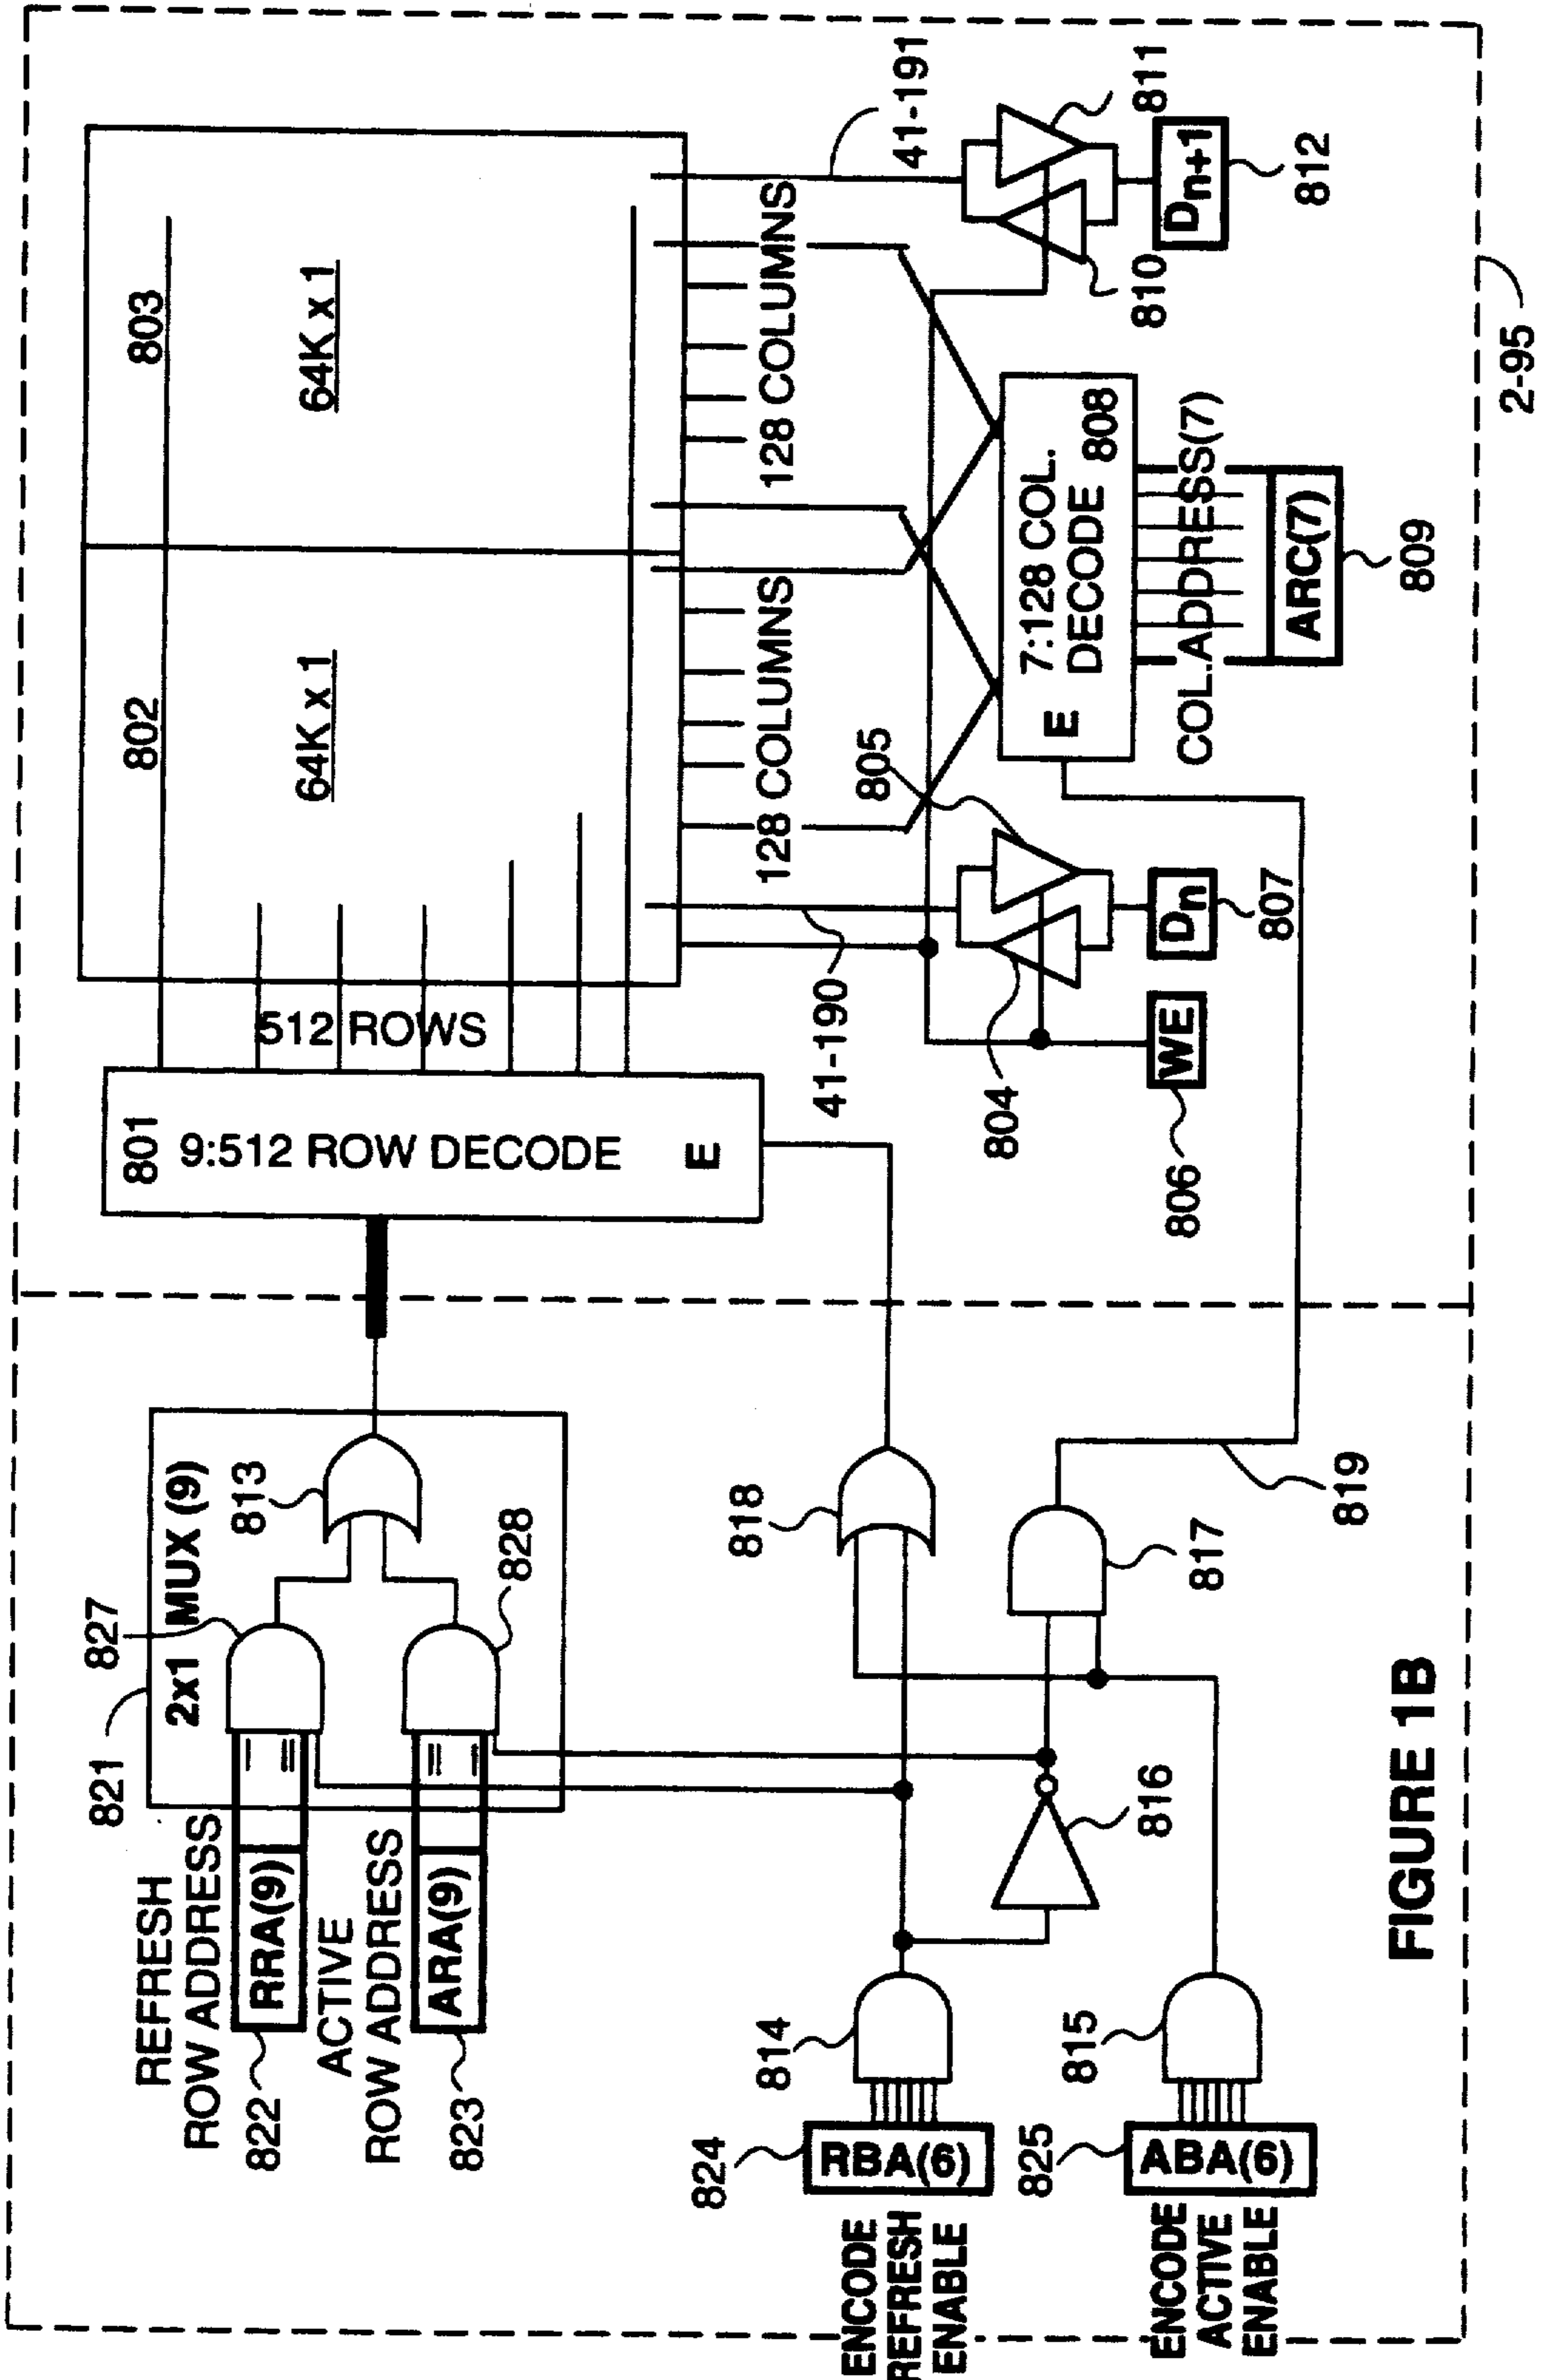 REFRESH
ROW ADDRESS
822
RRA(9)
ACTIVE
ROW ADDRESS
823
ARA(9)
821
827
2x1 MUX (9)
813
828
801
9:512 ROW DECODE
E
512 ROWS
802
64K x 1
803
64K x 1
128 COLUMNS
128 COLUMNS
41-190
41-191
824
ENCODE
REFRESH
ENABLE
RBA(6)
814
825
ENCODE
ACTIVE
ENABLE
ABA(6)
815
816
818
817
819
804
805
806
WE
Dn
807
E
7:128 COL.
DECODE 808
COL.ADDRESS(7)
ARC(7)
809
810
811
Dn+1
812
2-95
FIGURE 1B